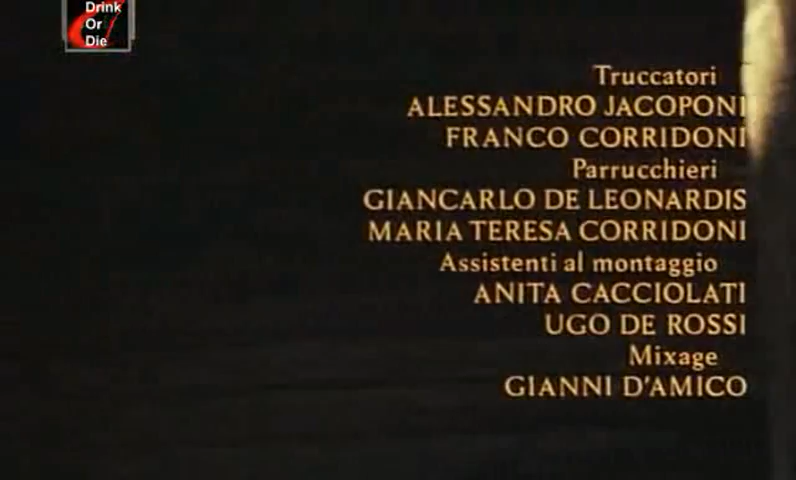 Drink
Or
Die
Truccatori
ALESSANDRO JACOPONI
FRANCO CORRIDONI
Parrucchieri
GIANCARLO DE LEONARDIS
MARIA TERESA CORRIDONI
Assistenti al montaggio
ANITA CACCIOLATI
UGO DE ROSSI
Mixage
GIANNI D'AMICO